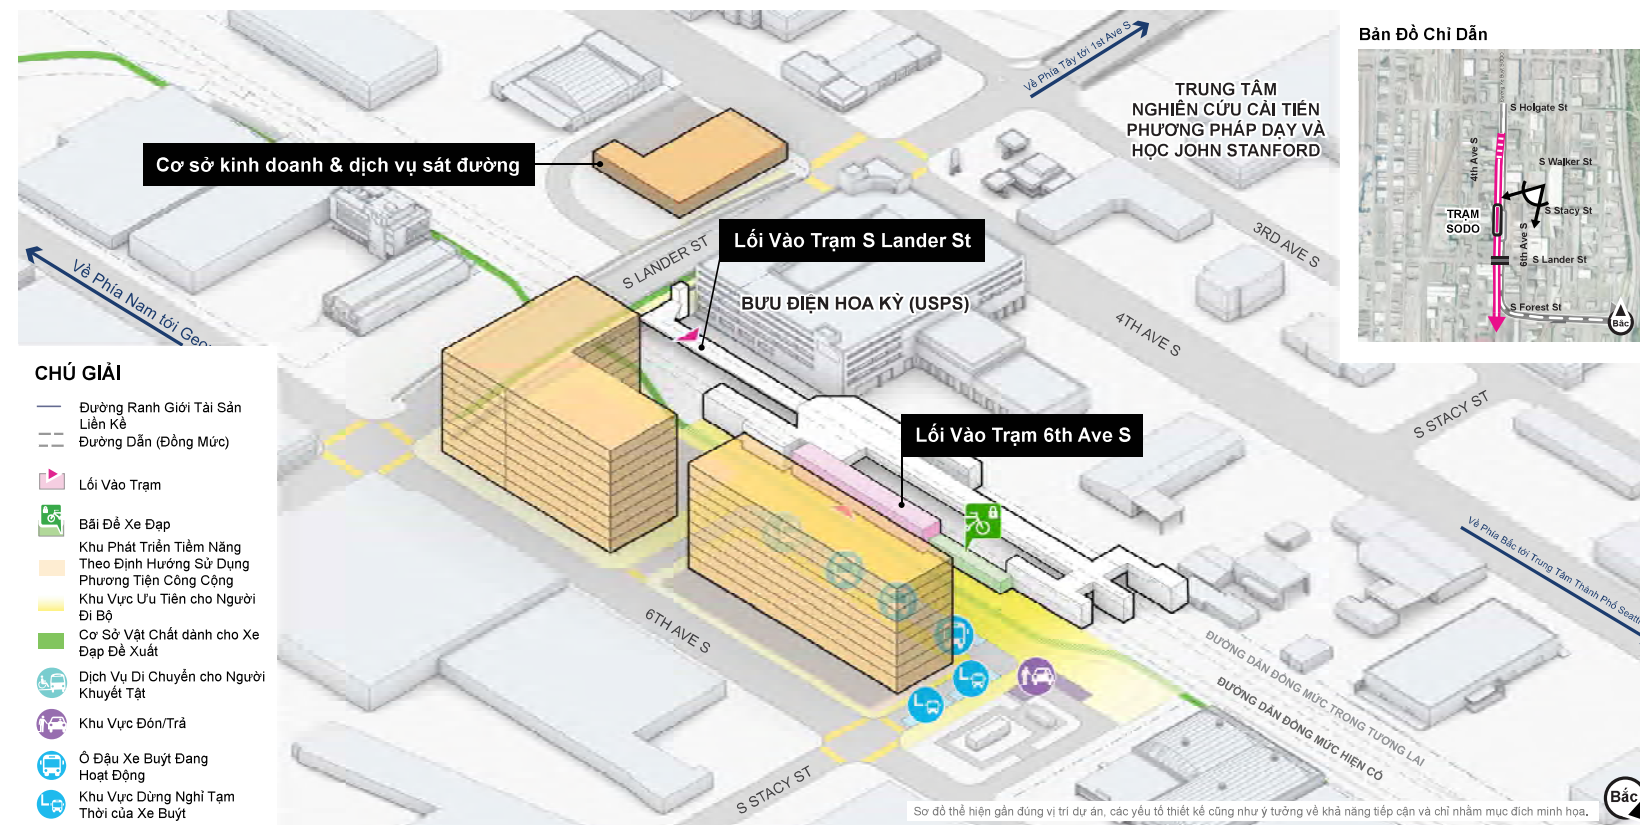 Về Phía Tây tới 1st Ave S
TRUNG TÂM
NGHIÊN CỨU CẢI TIẾN
PHƯƠNG PHÁP DẠY VÀ
HỌC JOHN STANFORD
Bản Đồ Chỉ Dẫn
S Holgate St
4th Ave S
S Walker St
S Stacy St
TRẠM
SODO
6th Ave S
S Lander St
S Forest St
Bắc
Cơ sở kinh doanh & dịch vụ sát đường
Lối Vào Trạm S Lander St
S LANDER ST
3RD AVE S
BƯU ĐIỆN HOA KỲ (USPS)
4TH AVE S
Về Phía Nam tới Geor
S STACY ST
Lối Vào Trạm 6th Ave S
Về Phía Bắc tới Trung Tâm Thành Phố Seattl
6TH AVE S
ĐƯỜNG DẪN ĐỒNG MỨC TRONG TƯƠNG LAI
ĐƯỜNG DẪN ĐỒNG MỨC HIỆN CÓ
S STACY ST
CHÚ GIẢI
Đường Ranh Giới Tài Sản
Liền Kề
Đường Dẫn (Đồng Mức)
Lối Vào Trạm
Bãi Để Xe Đạp
Khu Phát Triển Tiềm Năng
Theo Định Hướng Sử Dụng
Phương Tiện Công Cộng
Khu Vực Ưu Tiên cho Người
Đi Bộ
Cơ Sở Vật Chất dành cho Xe
Đạp Đề Xuất
Dịch Vụ Di Chuyển cho Người
Khuyết Tật
Khu Vực Đón/Trả
Ô Đậu Xe Buýt Đang
Hoạt Động
Khu Vực Dừng Nghỉ Tạm
Thời của Xe Buýt
Sơ đồ thể hiện gần đúng vị trí dự án, các yếu tố thiết kế cũng như ý tưởng về khả năng tiếp cận và chỉ nhằm mục đích minh họa.
Bắc